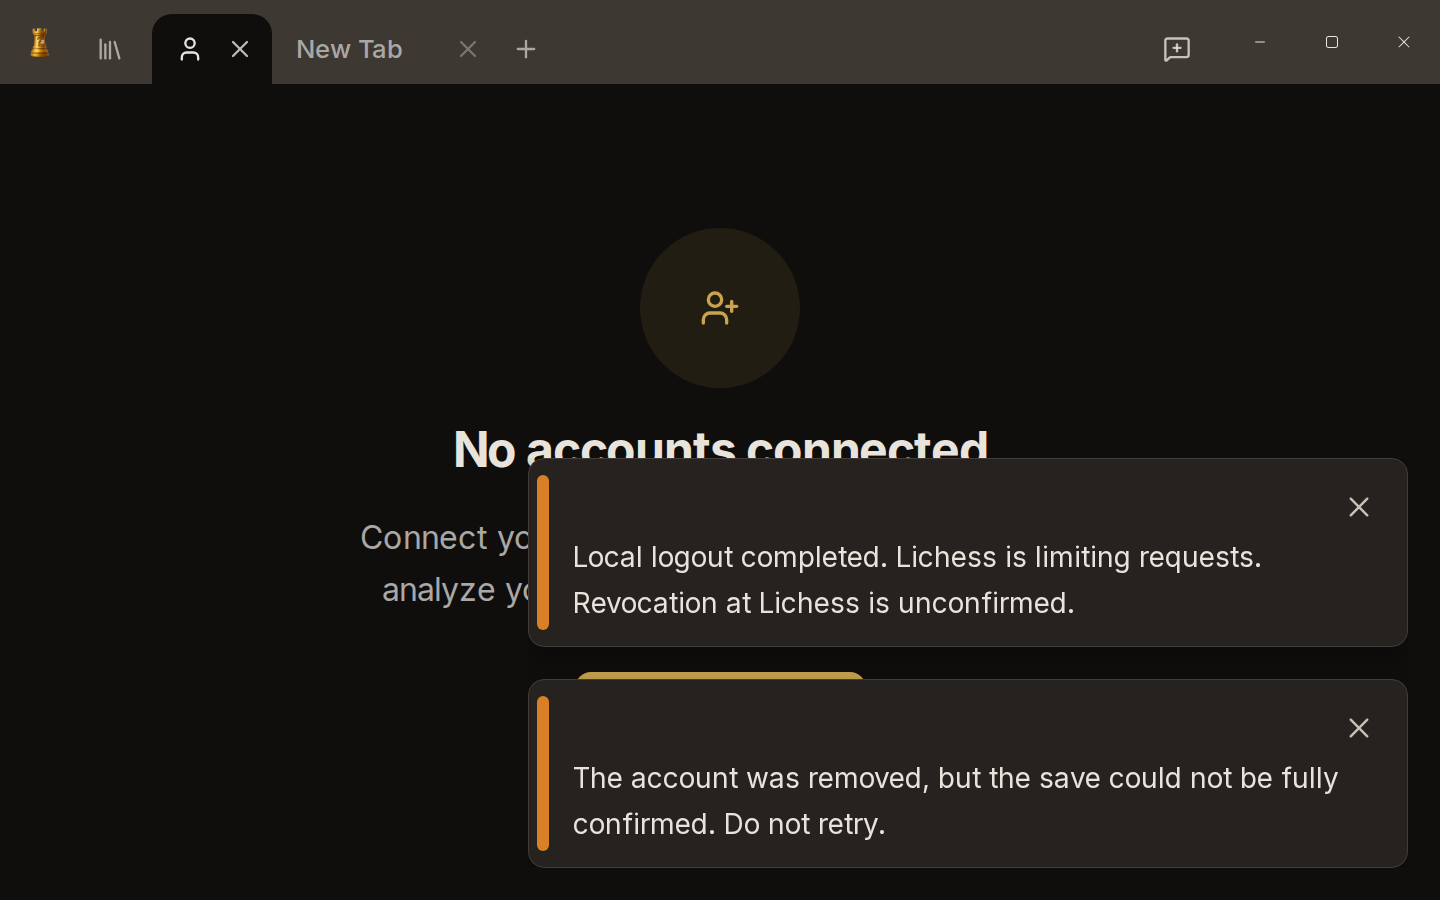 New Tab
No accounts connected
Connect yo
analyze yo
Local logout completed. Lichess is limiting requests.
Revocation at Lichess is unconfirmed.
The account was removed, but the save could not be fully
confirmed. Do not retry.